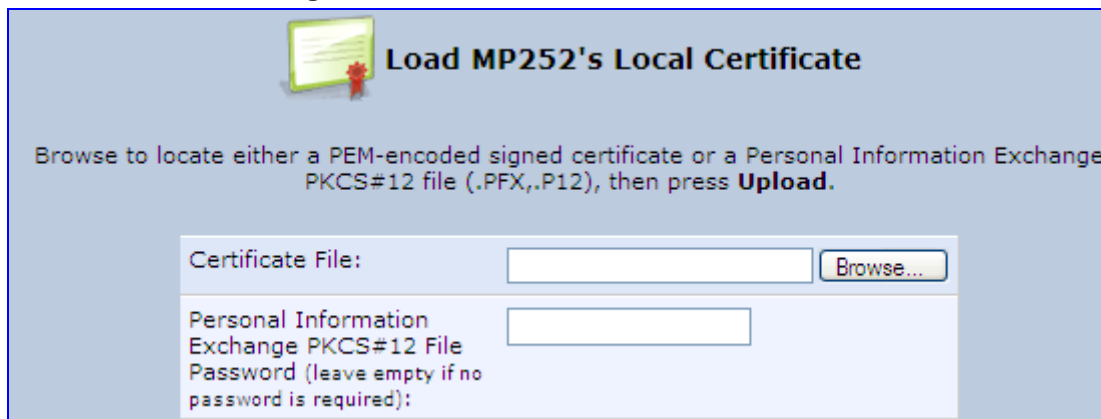 Load MP252's Local Certificate
Browse to locate either a PEM-encoded signed certificate or a Personal Information Exchange
PKCS#12 file (.PFX,.P12), then press Upload.
Certificate File:
Browse...
Personal Information
Exchange PKCS#12 File
Password (leave empty if no
password is required):